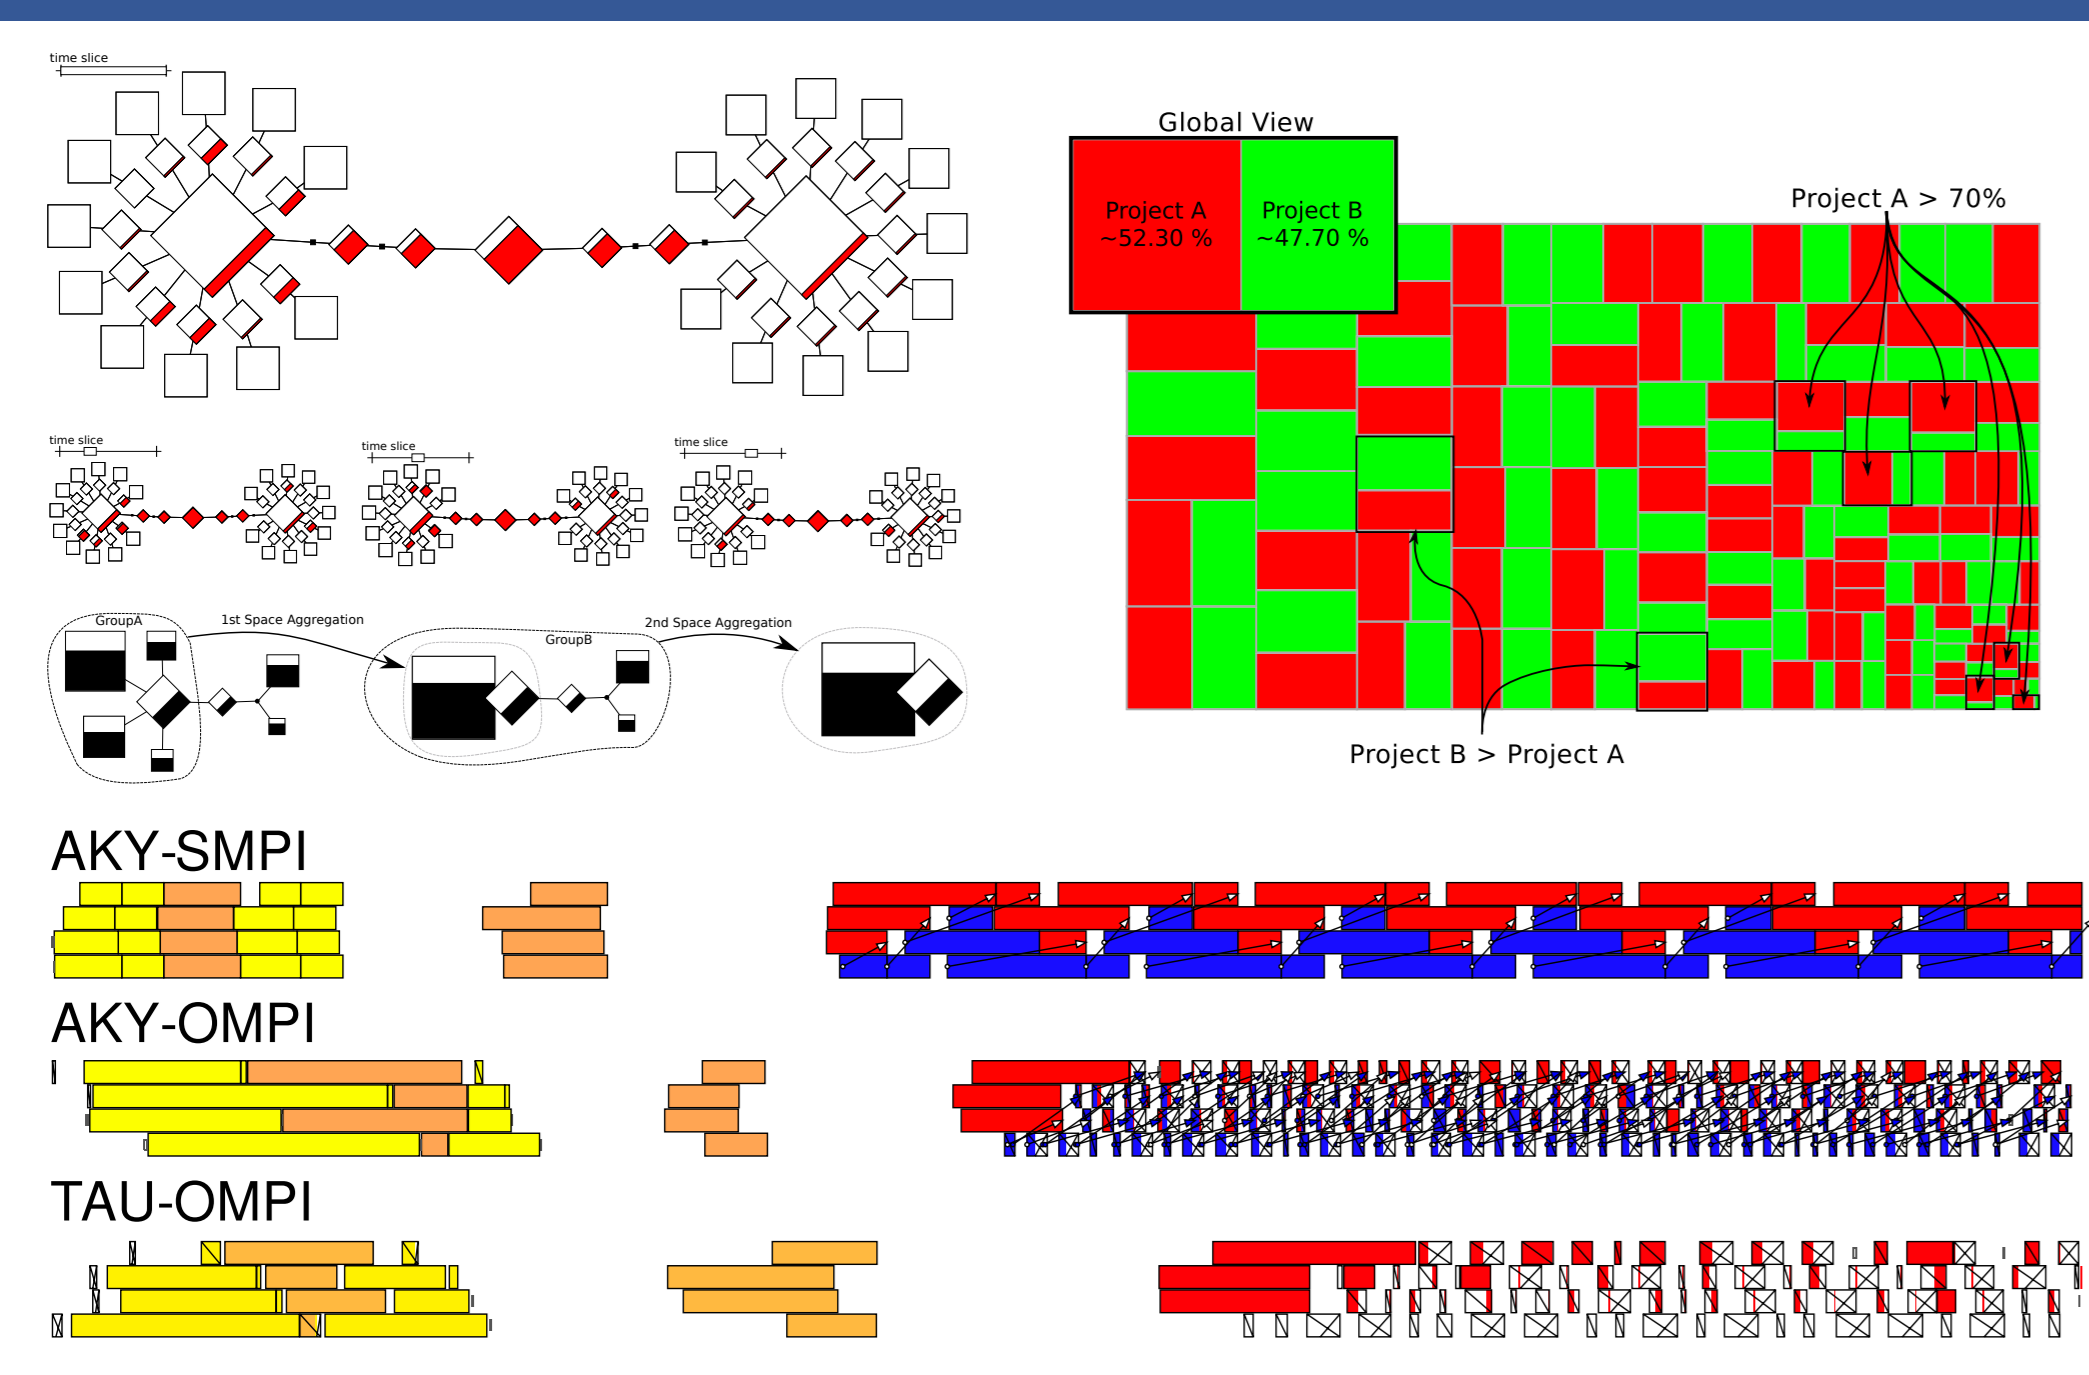 time slice
Global View
Project A
~52.30 %
Project B
~47.70 %
Project A > 70%
time slice
time slice
time slice
GroupA
1st Space Aggregation
GroupB
2nd Space Aggregation
Project B > Project A
AKY-SMPI
AKY-OMPI
TAU-OMPI